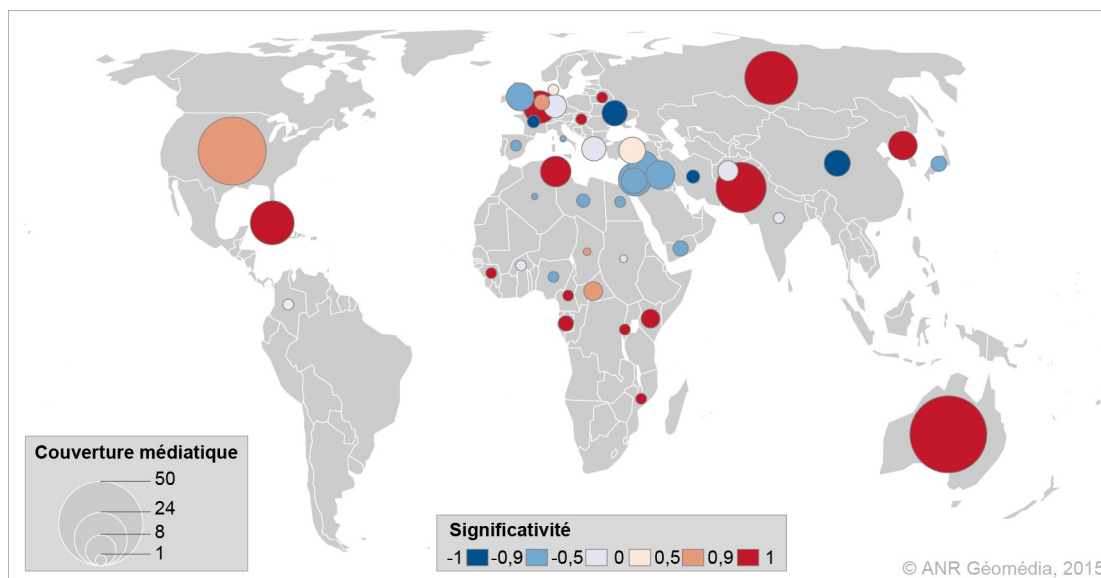 Couverture médiatique
50
24
8
1
Significativité
-1 -0,9 -0,5 0 0,5 0,9 1
© ANR Géomédia, 2015